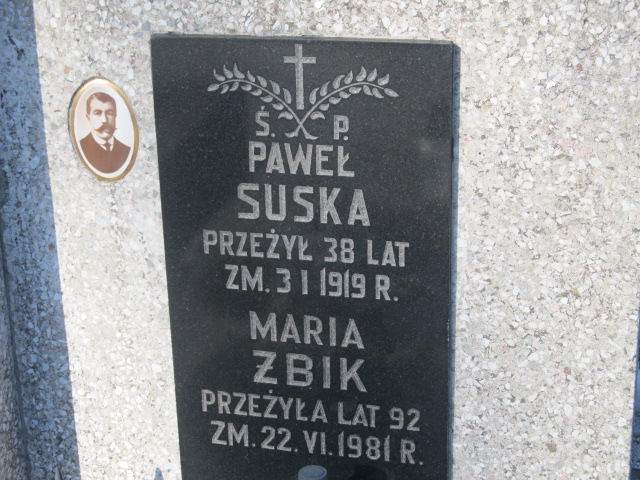 Ś. P.
PAWEŁ
SUSKA
PRZEŻYŁ 38 LAT
ZM. 3 I 1919 R.
MARIA
ŻBIK
PRZEŻYŁA LAT 92
ZM. 22. VI. 1981 R.